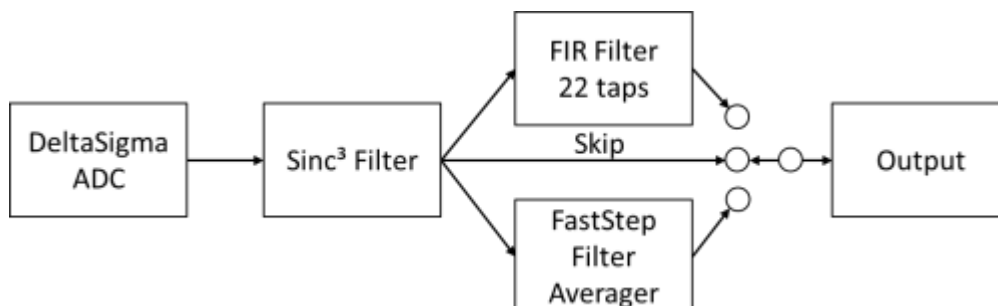 DeltaSigma
ADC
Sinc³ Filter
FIR Filter
22 taps
Skip
FastStep
Filter
Averager
Output